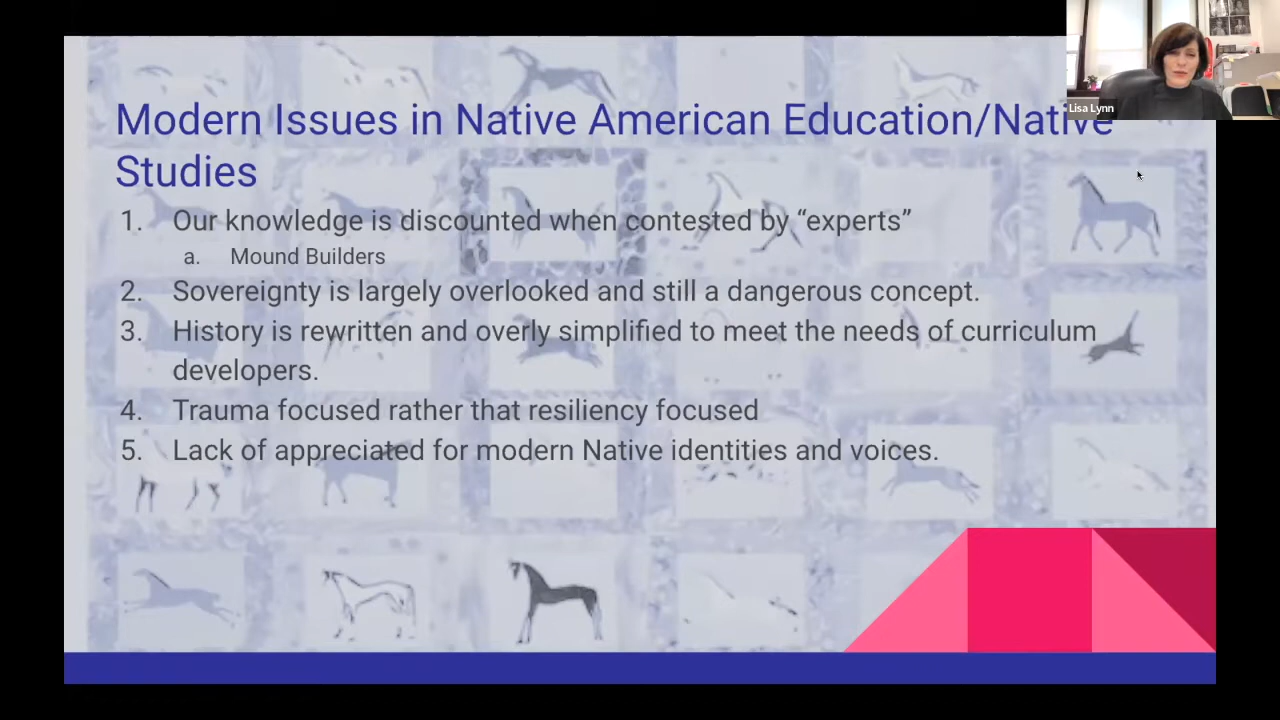 Lisa Lynn
Modern Issues in Native American Education/Native
Studies
1. Our knowledge is discounted when contested by “experts”
a. Mound Builders
2. Sovereignty is largely overlooked and still a dangerous concept.
3. History is rewritten and overly simplified to meet the needs of curriculum
developers.
4. Trauma focused rather that resiliency focused
5. Lack of appreciated for modern Native identities and voices.